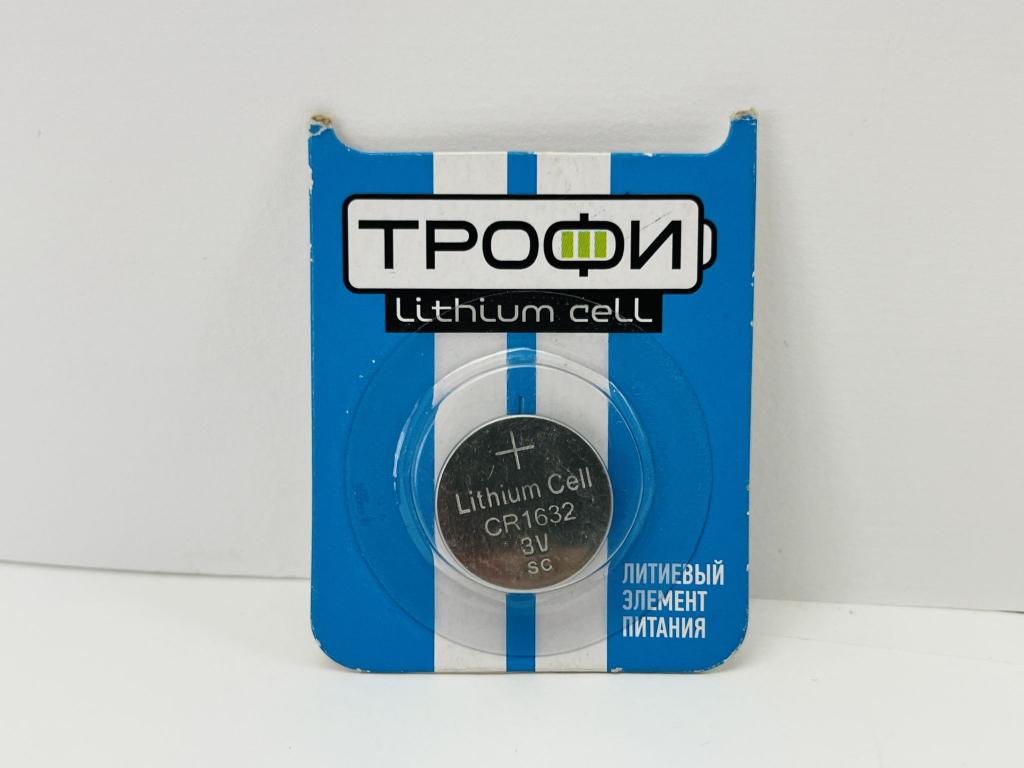 ТРОФИ
Lithium cell
+
Lithium Cell
CR1632
3V
SC
ЛИТИЕВЫЙ
ЭЛЕМЕНТ
ПИТАНИЯ